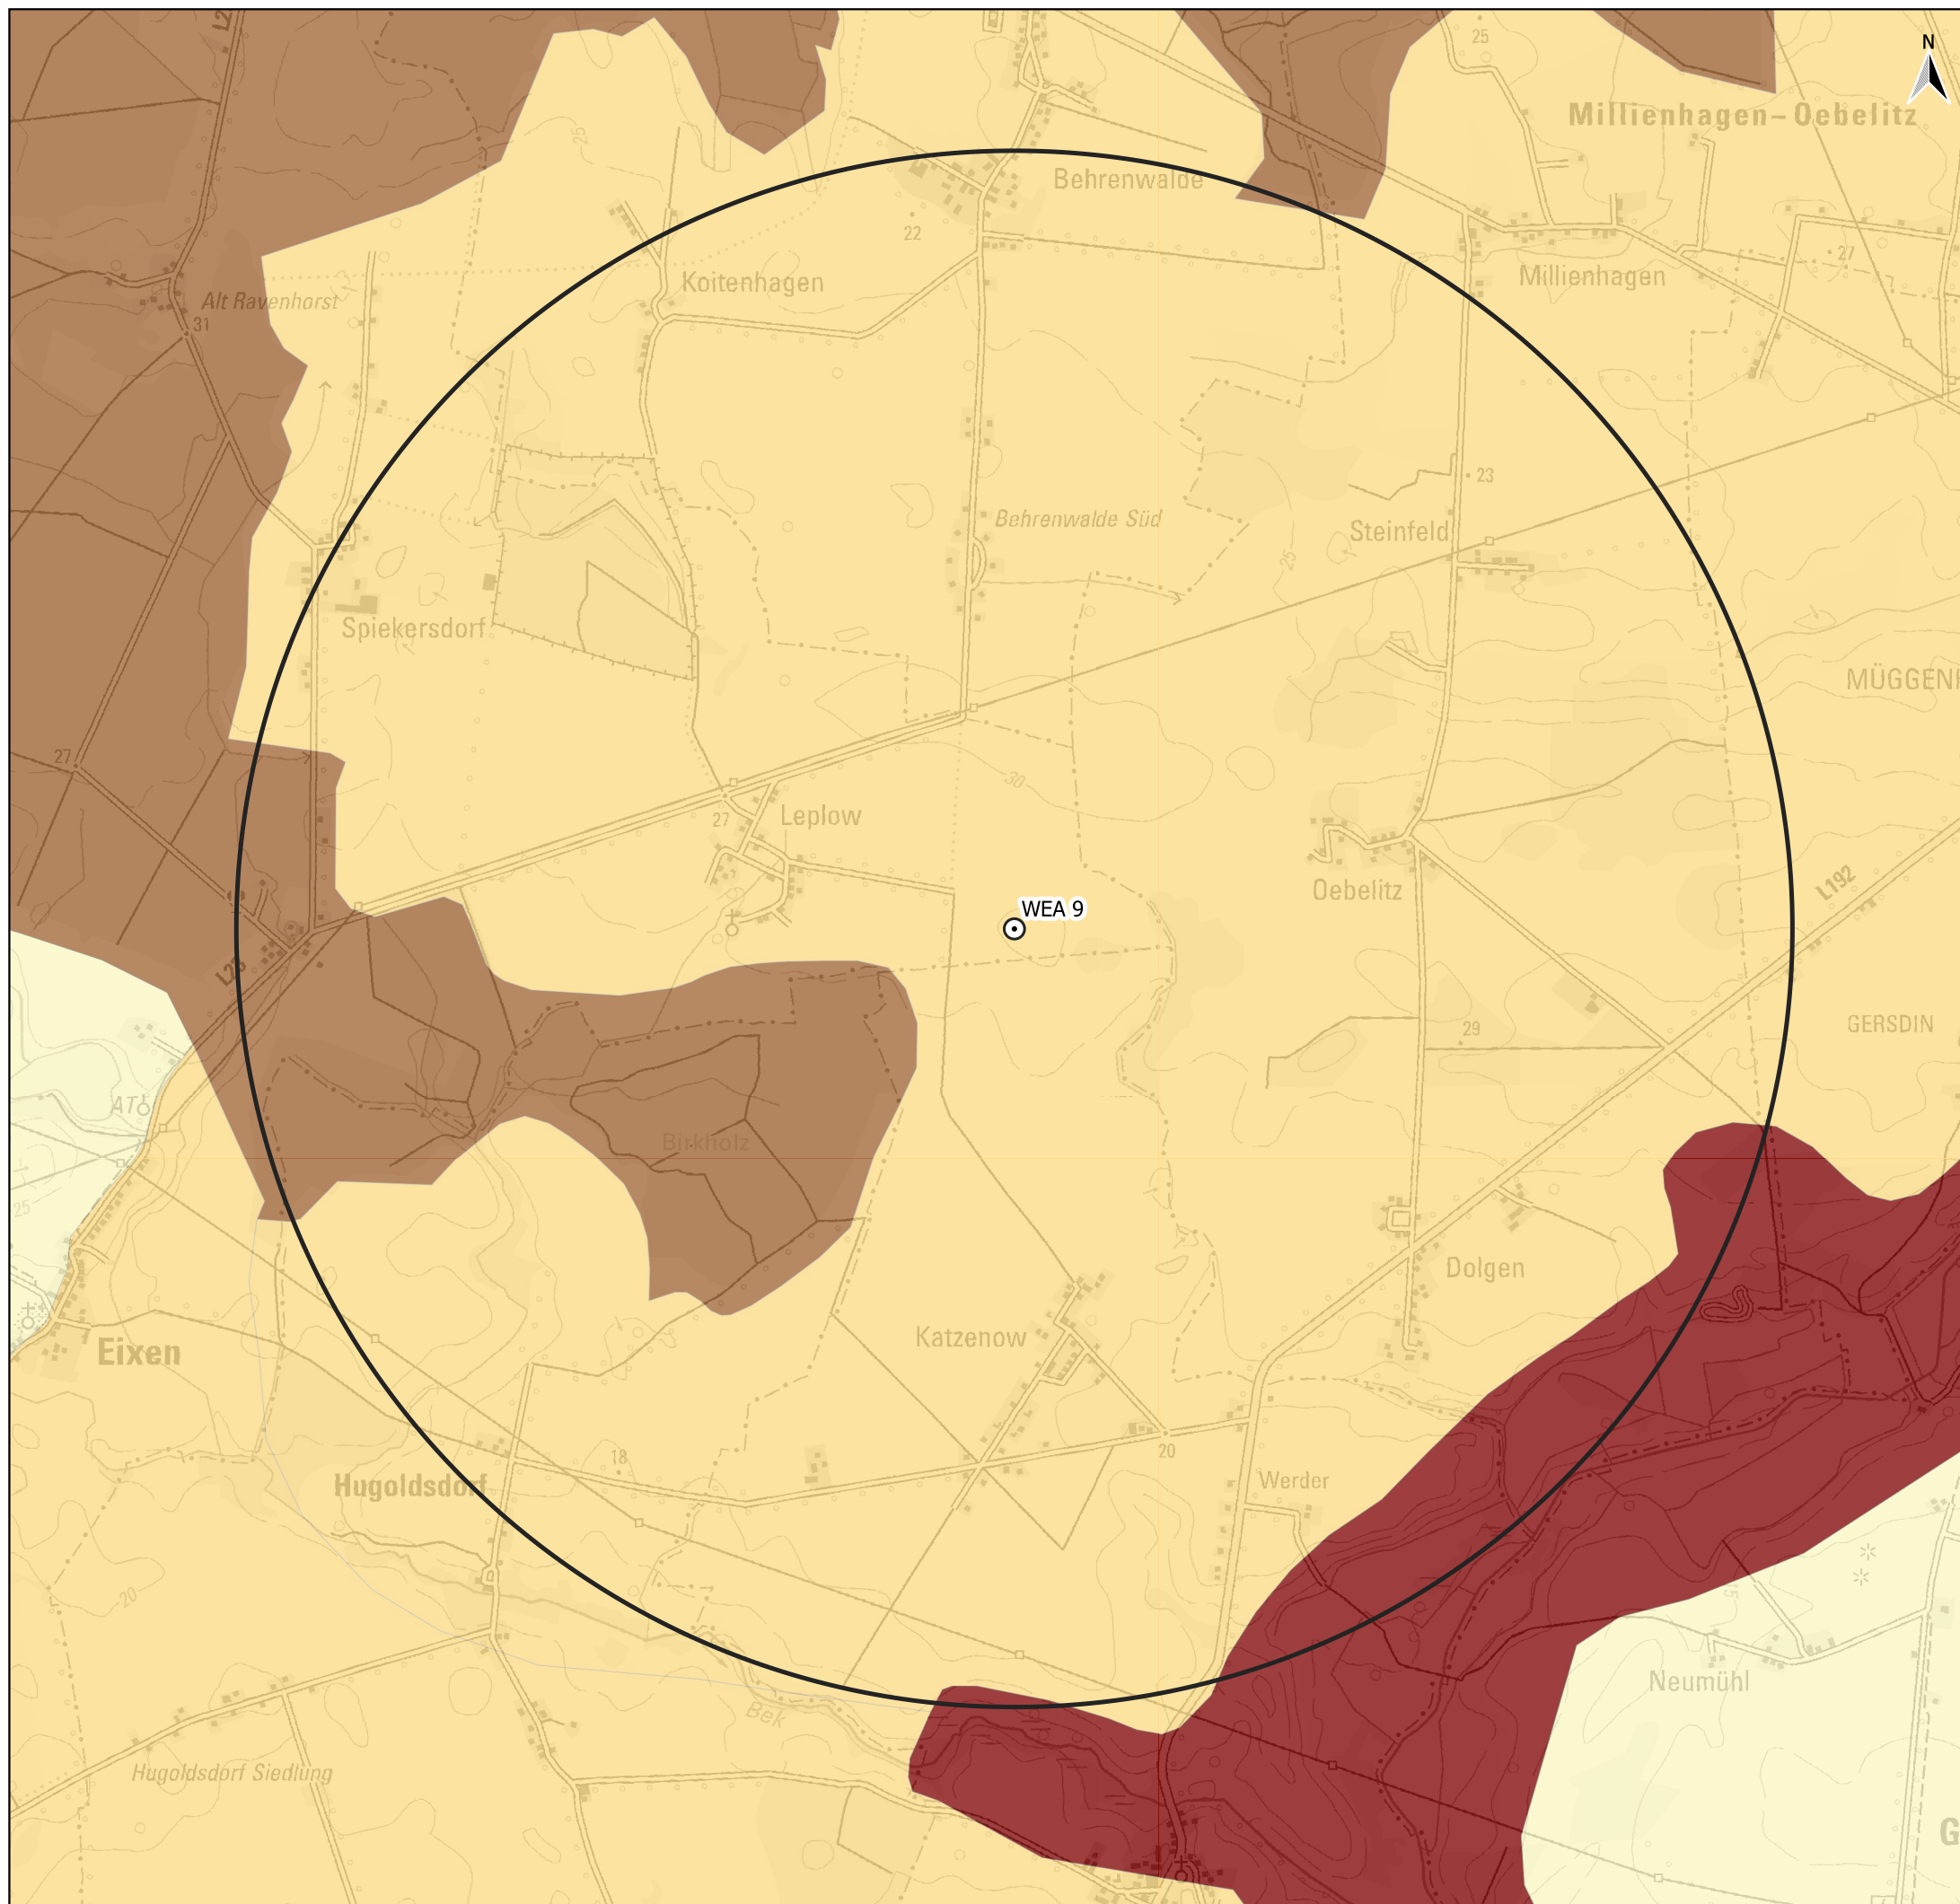 25
N
Millienhagen-Oebelitz
25
Behrenwalde
22
27
Koitenhagen
Millienhagen
Alt Ravenhorst
31
23
Behrenwalde Süd
Steinfeld
25
Spiekersdorf
MÜGGEN
27
30
Leplow
27
Oebelitz
L192
WEA 9
GERSDIN
29
AT
Birkholz
25
Dolgen
Katzenow
Eixen
20
18
Werder
Hugoldsdorf
20
Neumühl
Bek
Hugoldsdorf Siedlung
G